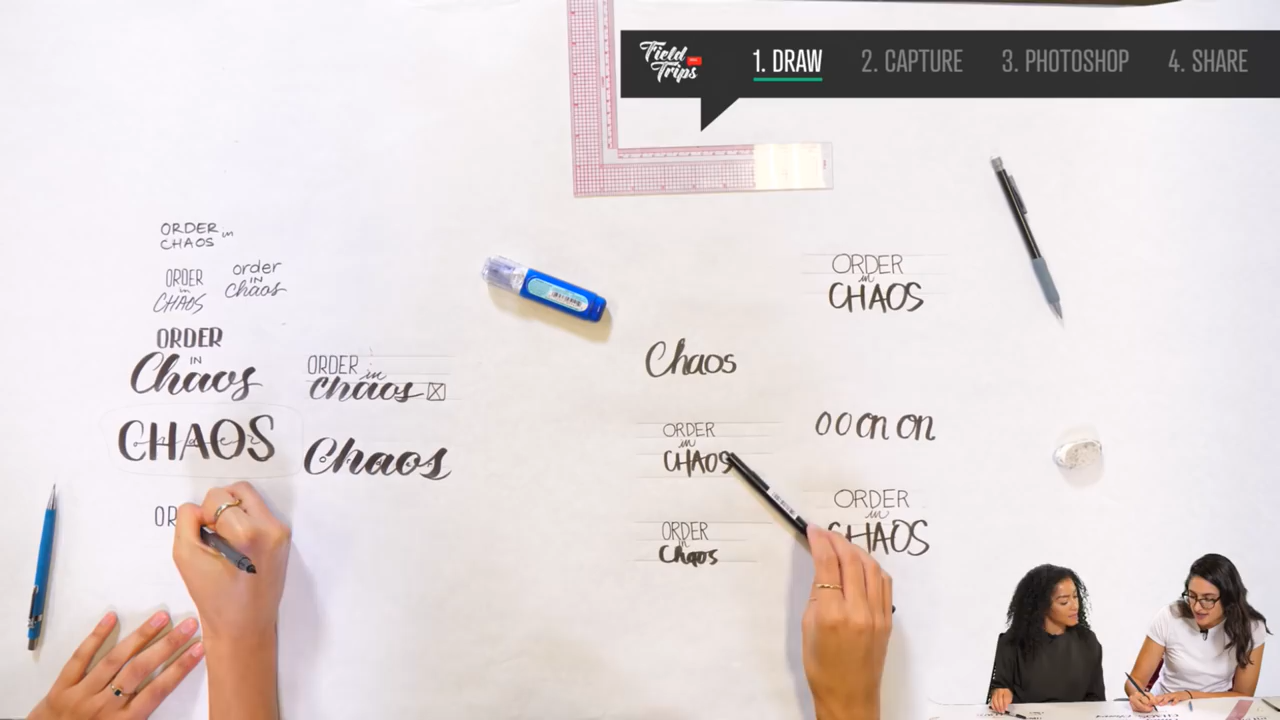 Field
Trips
1. DRAW
2. CAPTURE
3. PHOTOSHOP
4. SHARE
ORDER in
CHAOS
ORDER
in
CHAOS
order
IN
chaos
ORDER
IN
Chaos
CHAOS
ORDER
in
chaos
Chaos
OR
Chaos
ORDER
in
CHAOS
ORDER
in
Chaos
ORDER
in
CHAOS
o o on on
ORDER
in
CHAOS